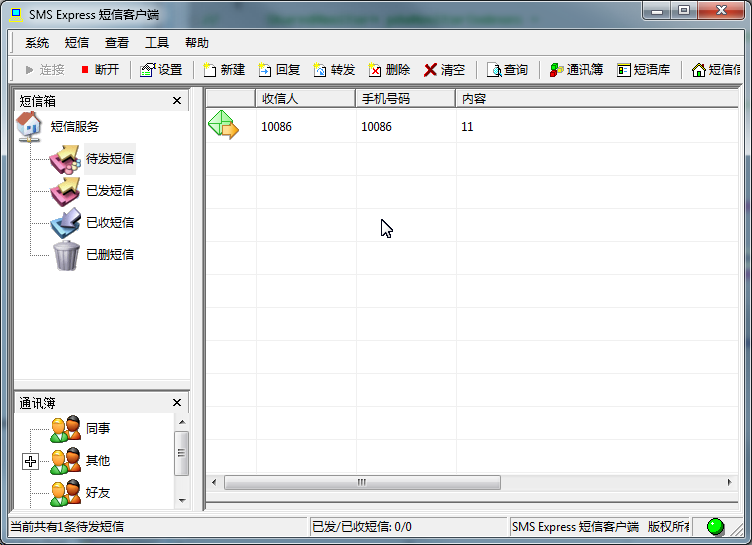 SMS Express 短信客户端
系统 短信 查看 工具 帮助
连接 断开 设置 新建 回复 转发 删除 清空 查询 通讯簿 短语库 短信
短信箱
短信服务
待发短信
已发短信
已收短信
已删短信
收信人 手机号码 内容
10086 10086 11
通讯簿
同事
其他
好友
当前共有1条待发短信 已发/已收短信: 0/0 SMS Express 短信客户端 版权所有